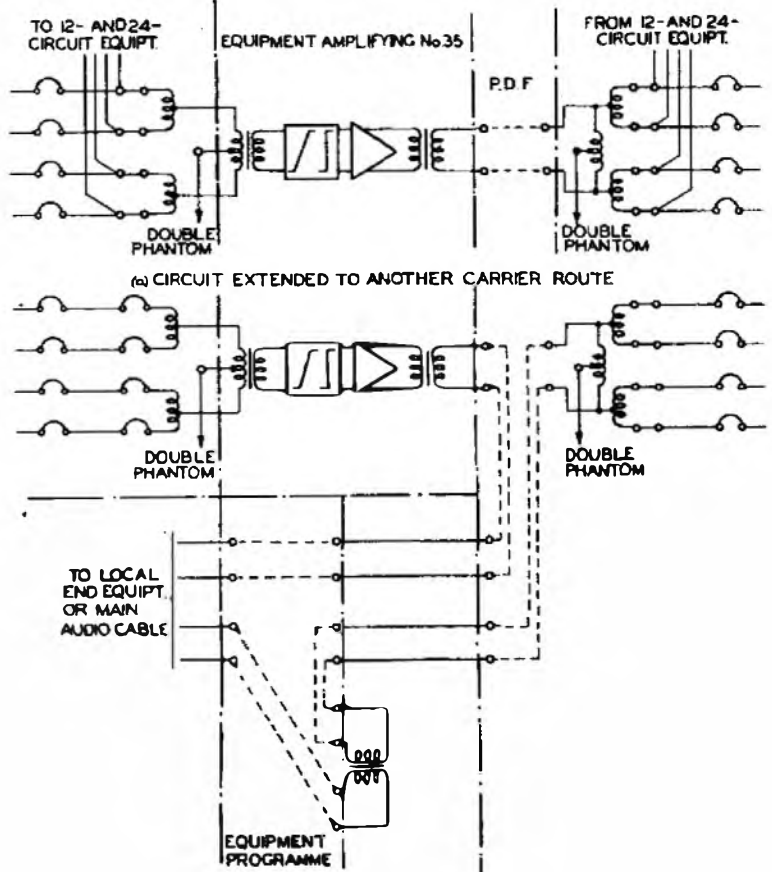 TO 12- AND 24-
CIRCUIT EQUIPT.
EQUIPMENT AMPLIFYING No.35
P.D.F
FROM 12-AND 24-
CIRCUIT EQUIPT.
DOUBLE
PHANTOM
DOUBLE
PHANTOM
(a) CIRCUIT EXTENDED TO ANOTHER CARRIER ROUTE
DOUBLE
PHANTOM
DOUBLE
PHANTOM
TO LOCAL
END EQUIPT.
OR MAIN
AUDIO CABLE
EQUIPMENT
PROGRAMME